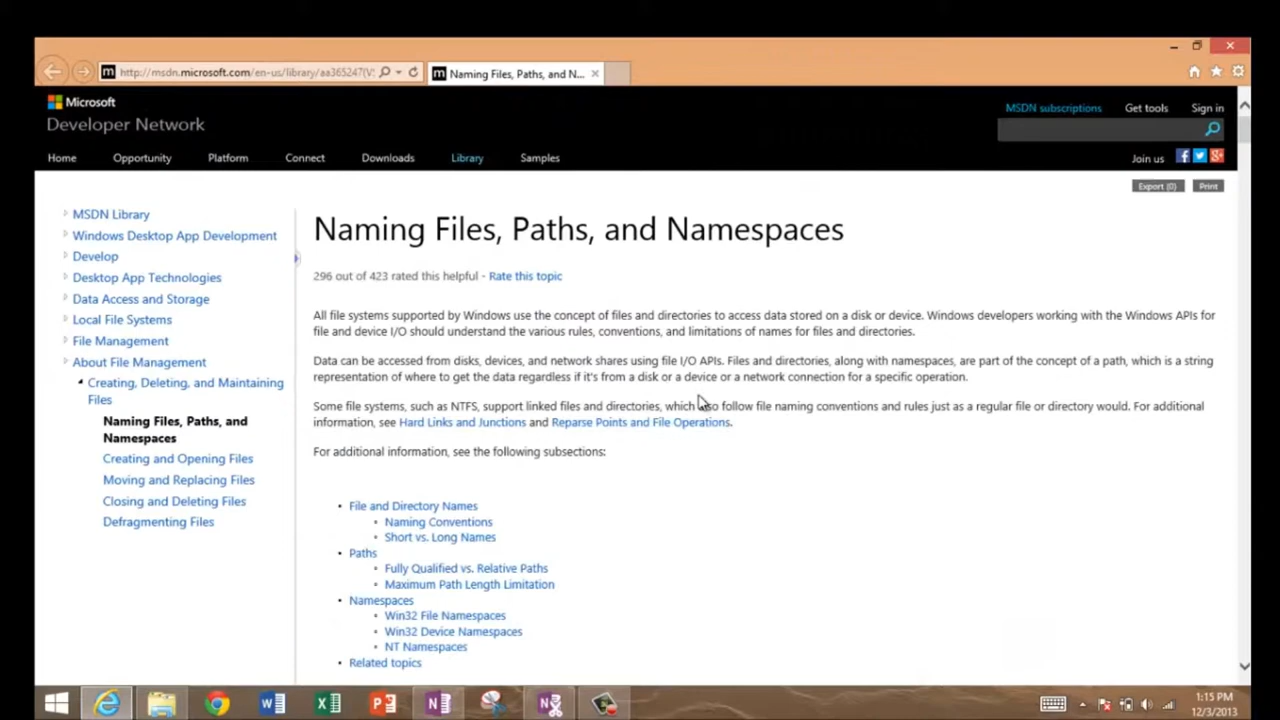 http://msdn.microsoft.com/en-us/library/aa365247(V:
Naming Files, Paths, and N...
Microsoft
Developer Network
MSDN subscriptions
Get tools
Sign in
Home
Opportunity
Platform
Connect
Downloads
Library
Samples
Join us
Export (0)
Print
MSDN Library
Windows Desktop App Development
Develop
Desktop App Technologies
Data Access and Storage
Local File Systems
File Management
About File Management
Creating, Deleting, and Maintaining
Files
Naming Files, Paths, and
Namespaces
Creating and Opening Files
Moving and Replacing Files
Closing and Deleting Files
Defragmenting Files
Naming Files, Paths, and Namespaces
296 out of 423 rated this helpful - Rate this topic
All file systems supported by Windows use the concept of files and directories to access data stored on a disk or device. Windows developers working with the Windows APIs for
file and device I/O should understand the various rules, conventions, and limitations of names for files and directories.
Data can be accessed from disks, devices, and network shares using file I/O APIs. Files and directories, along with namespaces, are part of the concept of a path, which is a string
representation of where to get the data regardless if it's from a disk or a device or a network connection for a specific operation.
Some file systems, such as NTFS, support linked files and directories, which also follow file naming conventions and rules just as a regular file or directory would. For additional
information, see Hard Links and Junctions and Reparse Points and File Operations.
For additional information, see the following subsections:
• File and Directory Names
• Naming Conventions
• Short vs. Long Names
• Paths
• Fully Qualified vs. Relative Paths
• Maximum Path Length Limitation
• Namespaces
• Win32 File Namespaces
• Win32 Device Namespaces
• NT Namespaces
• Related topics
1:15 PM
12/3/2013